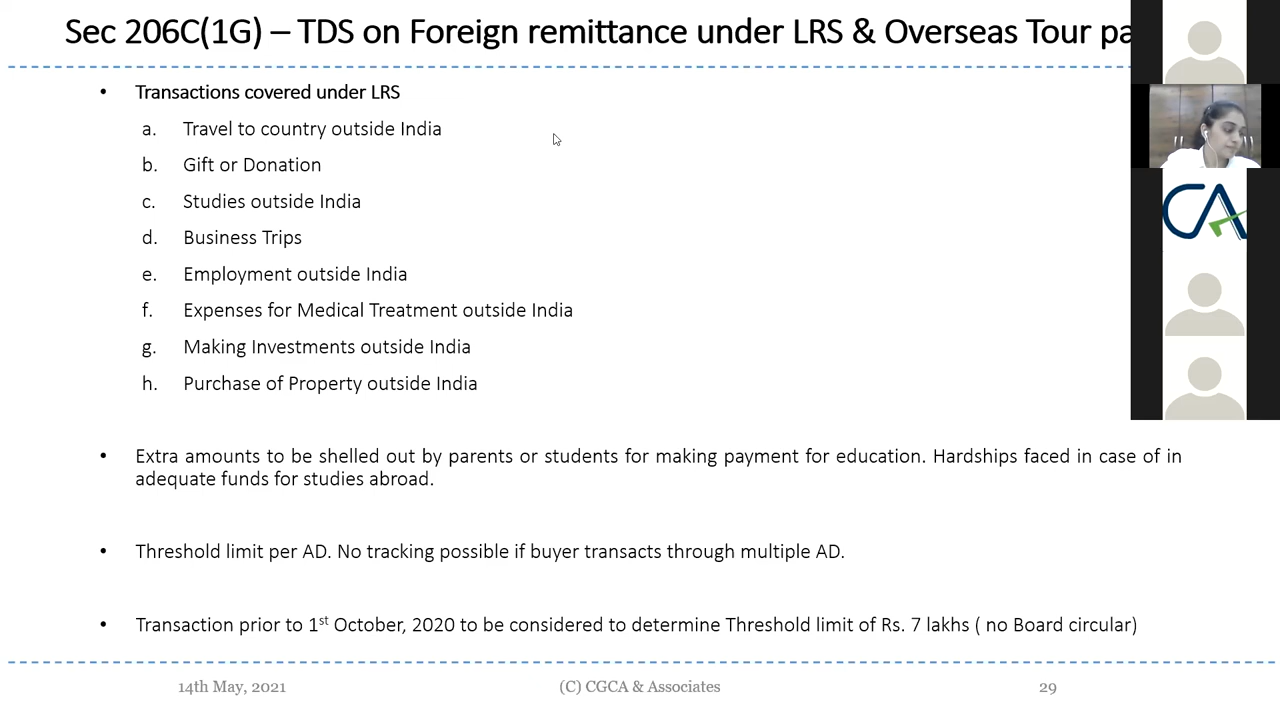 Sec 206C(1G) – TDS on Foreign remittance under LRS & Overseas Tour pa
• Transactions covered under LRS
a. Travel to country outside India
b. Gift or Donation
c. Studies outside India
d. Business Trips
e. Employment outside India
f. Expenses for Medical Treatment outside India
g. Making Investments outside India
h. Purchase of Property outside India
• Extra amounts to be shelled out by parents or students for making payment for education. Hardships faced in case of in
adequate funds for studies abroad.
• Threshold limit per AD. No tracking possible if buyer transacts through multiple AD.
• Transaction prior to 1st October, 2020 to be considered to determine Threshold limit of Rs. 7 lakhs ( no Board circular)
14th May, 2021 (C) CGCA & Associates 29
CA